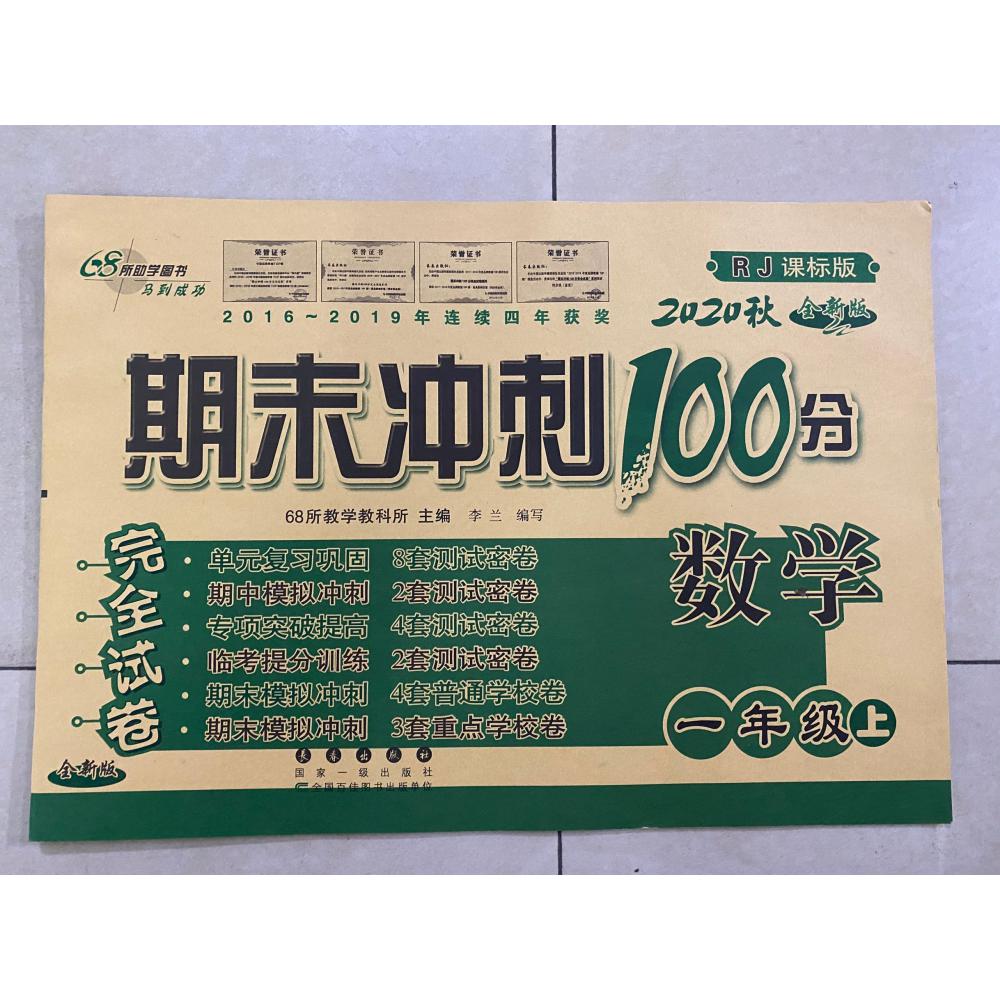 68所助学图书
马到成功
荣誉证书 荣誉证书 荣誉证书 荣誉证书
2016~2019年连续四年获奖
RJ课标版
2020秋 全新版
期末冲刺100分
68所教学教科所 主编 李兰 编写
完全试卷
·单元复习巩固 8套测试密卷
·期中模拟冲刺 2套测试密卷
·专项突破提高 4套测试密卷
·临考提分训练 2套测试密卷
·期末模拟冲刺 4套普通学校卷
·期末模拟冲刺 3套重点学校卷
数学
一年级上
全新版
长春出版社
国家一级出版社
全国百佳图书出版单位